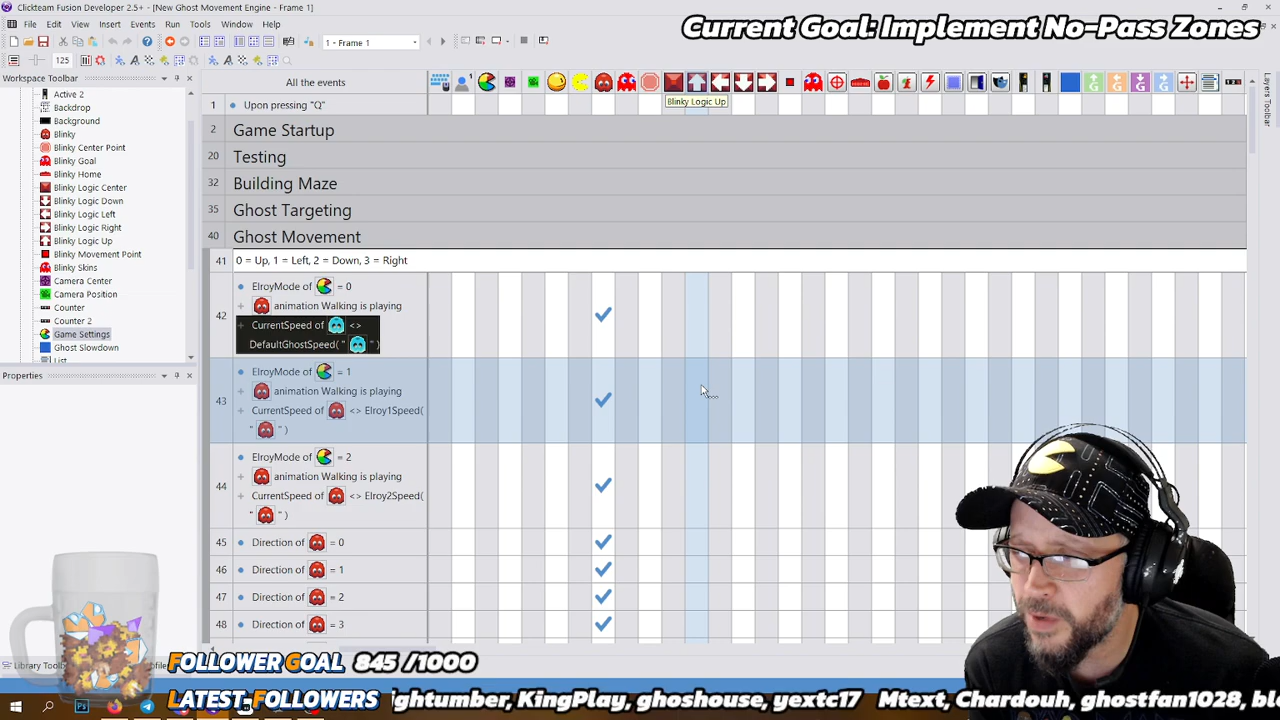 Clickteam Fusion Developer 2.5+ - [New Ghost Movement Engine - Frame 1]
Current Goal: Implement No-Pass Zones
File Edit View Insert Events Run Tools Window Help
1 - Frame 1
123
Workspace Toolbar
Active 2
Backdrop
Background
Blinky
Blinky Center Point
Blinky Goal
Blinky Home
Blinky Logic Center
Blinky Logic Down
Blinky Logic Left
Blinky Logic Right
Blinky Logic Up
Blinky Movement Point
Blinky Skins
Camera Center
Camera Position
Counter
Counter 2
Game Settings
Ghost Slowdown
List
Properties
Library Toolb
All the events
Blinky Logic Up
1 Upon pressing "Q"
2 Game Startup
20 Testing
32 Building Maze
35 Ghost Targeting
40 Ghost Movement
41 0 = Up, 1 = Left, 2 = Down, 3 = Right
42
ElroyMode of = 0
+ animation Walking is playing
+ CurrentSpeed of <>
DefaultGhostSpeed( " " )
43
ElroyMode of = 1
+ animation Walking is playing
+ CurrentSpeed of <> Elroy1Speed(
" " )
44
ElroyMode of = 2
+ animation Walking is playing
+ CurrentSpeed of <> Elroy2Speed(
" " )
45 Direction of = 0
46 Direction of = 1
47 Direction of = 2
48 Direction of = 3
Layers Toolbar
Follower Goal 845 /1000
Latest Followers ightumber, KingPlay, ghoshouse, yextc17 Mtext, Chardouh, ghostfan1028, bl